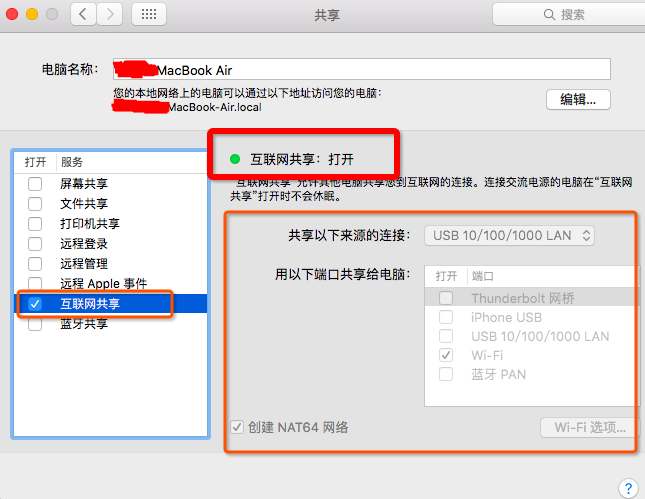 共享
搜索
电脑名称：
MacBook Air
您的本地网络上的电脑可以通过以下地址访问您的电脑：
MacBook-Air.local
编辑...
打开 服务
屏幕共享
文件共享
打印机共享
远程登录
远程管理
远程 Apple 事件
互联网共享
蓝牙共享
互联网共享：打开
“互联网共享”允许其他电脑共享您到互联网的连接。连接交流电源的电脑在“互联网
共享”打开时不会休眠。
共享以下来源的连接：
USB 10/100/1000 LAN
用以下端口共享给电脑：
打开 端口
Thunderbolt 网桥
iPhone USB
USB 10/100/1000 LAN
Wi-Fi
蓝牙 PAN
创建 NAT64 网络
Wi-Fi 选项...
?